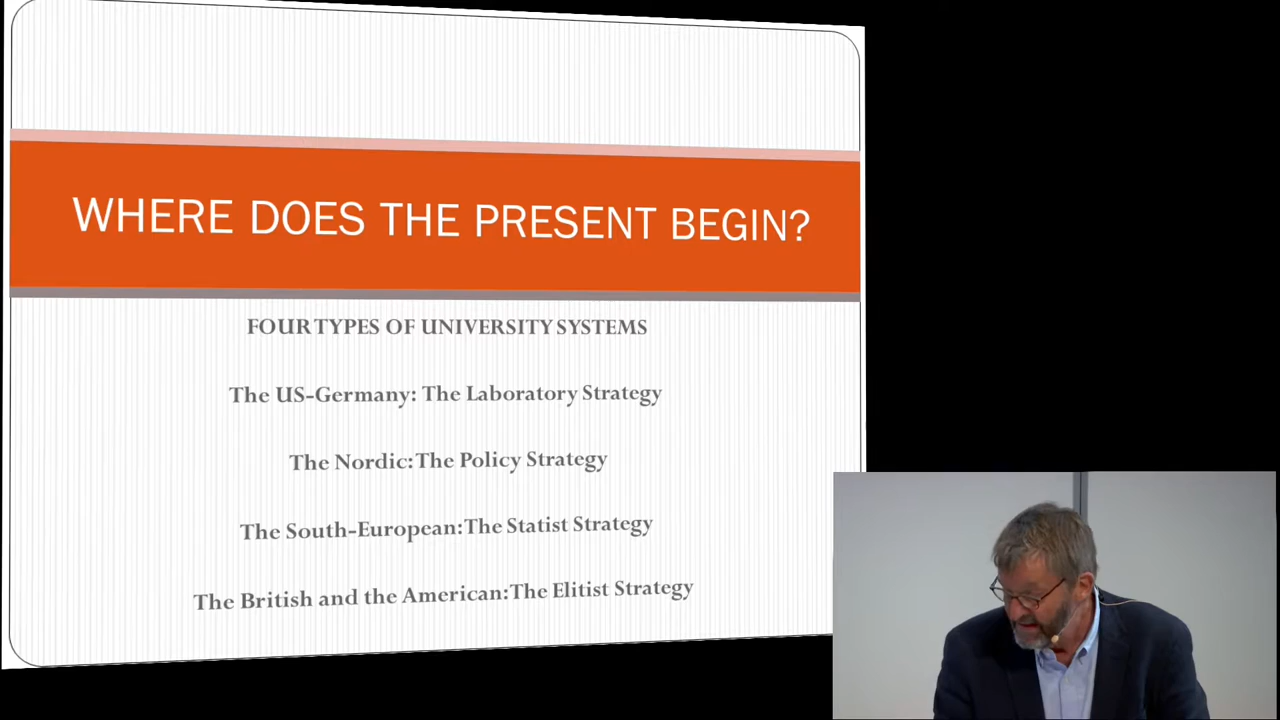 WHERE DOES THE PRESENT BEGIN?
FOUR TYPES OF UNIVERSITY SYSTEMS
The US-Germany: The Laboratory Strategy
The Nordic: The Policy Strategy
The South-European: The Statist Strategy
The British and the American: The Elitist Strategy